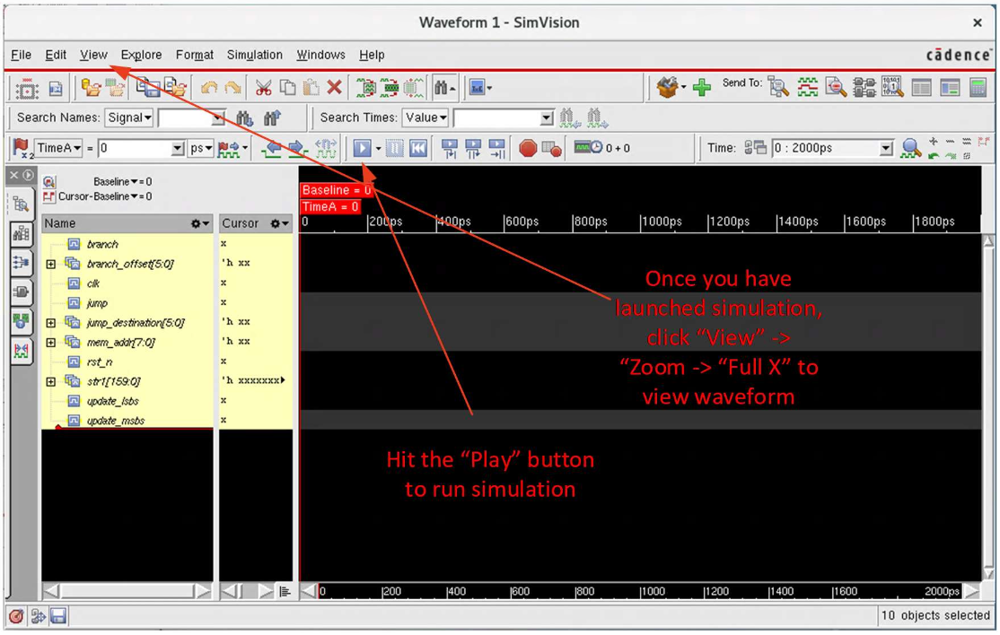 Waveform 1 - SimVision
File Edit View Explore Format Simulation Windows Help
cādence
Send To:
Search Names: Signal
Search Times: Value
x2 TimeA = 0 ps
0 + 0
Time: 0 : 2000ps
Baseline = 0
Cursor-Baseline = 0
Baseline = 0
TimeA = 0
Name Cursor
0 200ps 400ps 600ps 800ps 1000ps 1200ps 1400ps 1600ps 1800ps
branch x
branch_offset[5:0] 'h xx
clk x
jump x
jump_destination[5:0] 'h xx
mem_addr[7:0] 'h xx
rst_n x
str1[159:0] 'h xxxxxxx
update_lsbs x
update_msbs x
Once you have
launched simulation,
click “View” ->
“Zoom -> “Full X” to
view waveform
Hit the “Play” button
to run simulation
0 200 400 600 800 1000 1200 1400 1600 2000ps
10 objects selected